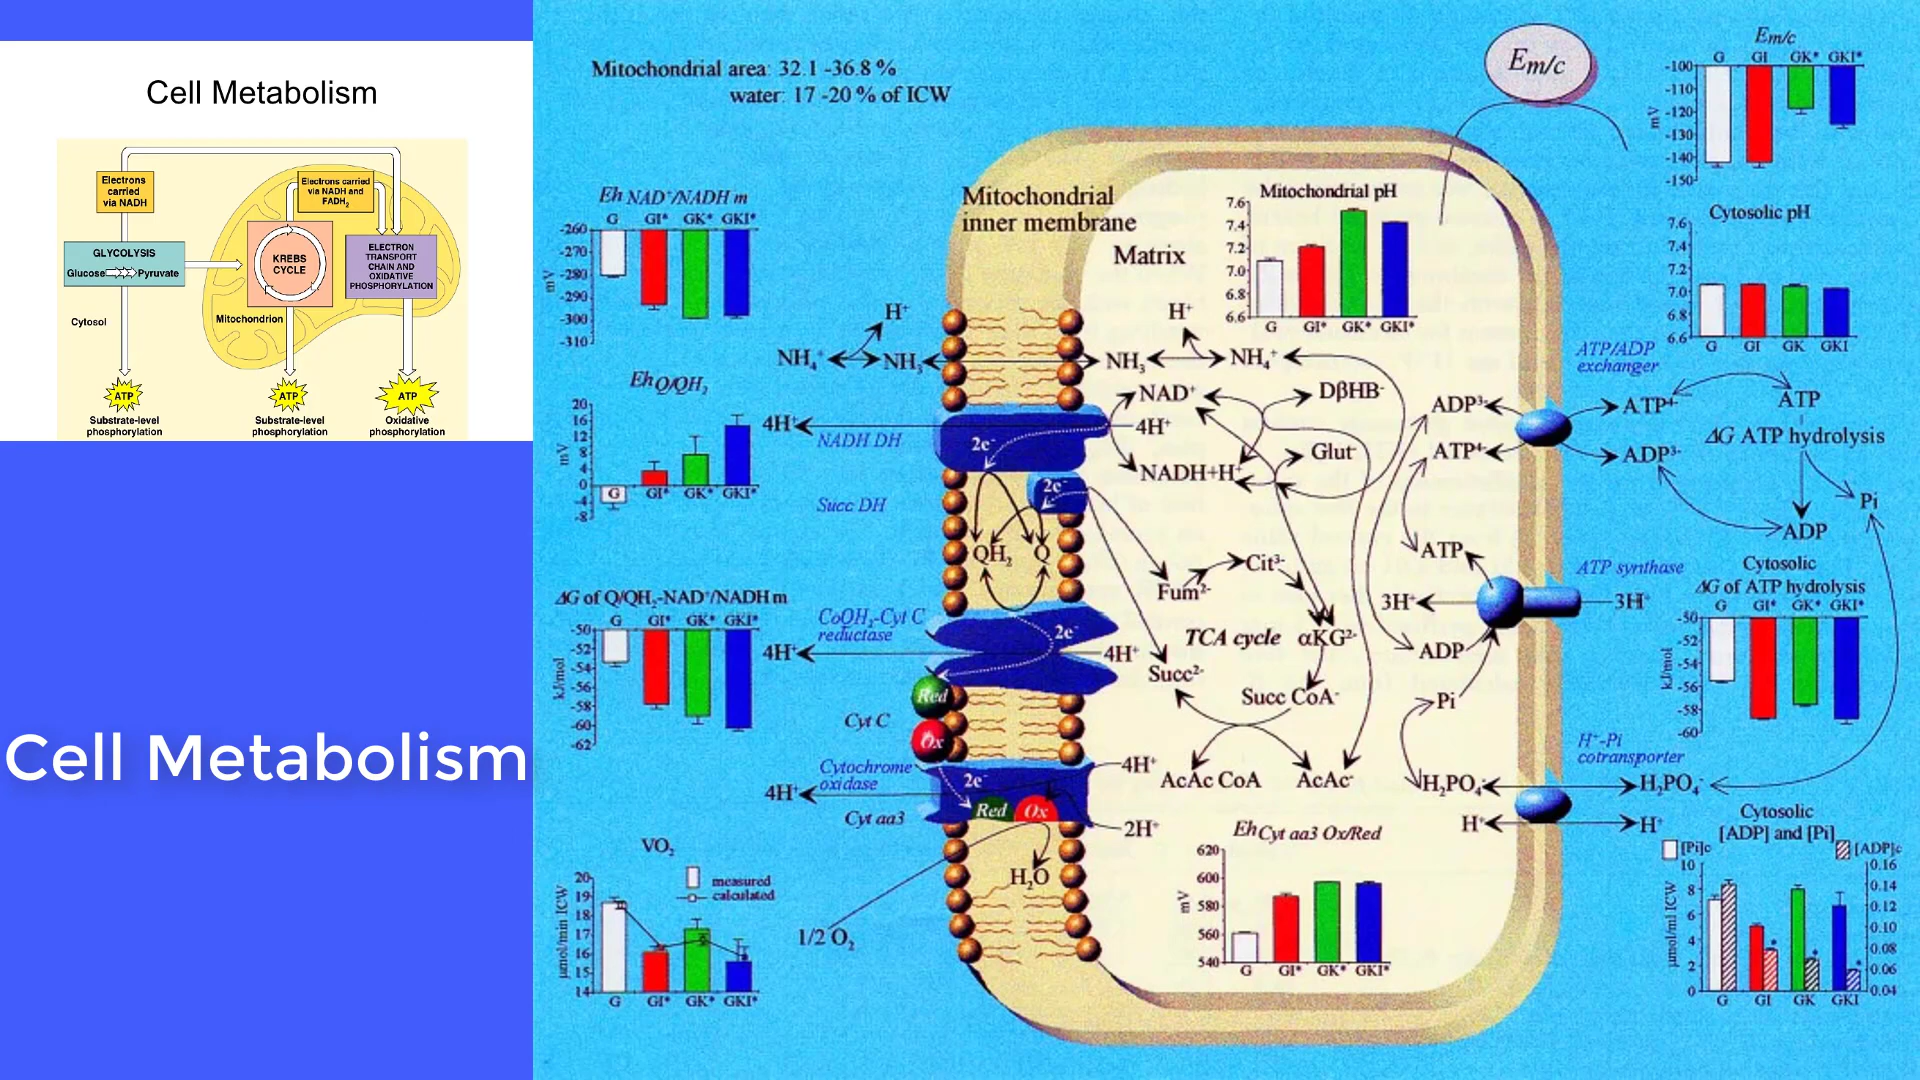 Cell Metabolism
Electrons
carried
via NADH
Electrons carried
via NADH and
FADH2
GLYCOLYSIS
Glucose
Pyruvate
KREBS
CYCLE
ELECTRON
TRANSPORT
CHAIN AND
OXIDATIVE
PHOSPHORYLATION
Mitochondrion
Cytosol
ATP
ATP
ATP
Substrate-level
phosphorylation
Substrate-level
phosphorylation
Oxidative
phosphorylation
Cell Metabolism
Mitochondrial area: 32.1 -36.8 %
water: 17 -20 % of ICW
Em/c
Em/c
G GI GK* GKI*
-100
-110
-120
-130
-140
-150
mV
Eh NAD+/NADH m
G GI* GK* GKI*
-260
-270
-280
-290
-300
-310
mV
Mitochondrial
inner membrane
Matrix
Mitochondrial pH
7.6
7.4
7.2
7.0
6.8
6.6
G GI* GK* GKI*
Cytosolic pH
7.6
7.4
7.2
7.0
6.8
6.6
G GI GK GKI
H+
NH4+
NH3
H+
NH3
NH4+
Eh Q/QH2
20
16
12
8
4
0
-4
-8
mV
G GI* GK* GKI*
4H+
NADH DH
2e-
4H+
NAD+
NADH+H+
DβHB-
Glut-
Succ DH
2e-
QH2
Q
ATP/ADP
exchanger
ADP3-
ATP4-
ATP4-
ADP3-
ATP
ΔG ATP hydrolysis
Pi
ADP
ΔG of Q/QH2-NAD+/NADH m
G GI* GK* GKI*
-50
-52
-54
-56
-58
-60
-62
kJ/mol
CoQH2-Cyt C
reductase
2e-
4H+
4H+
Red
Cyt C
Ox
Fum2-
Cit3-
TCA cycle
αKG2-
Succ2-
Succ CoA-
AcAc CoA
AcAc-
ATP
3H+
ADP
Pi
ATP synthase
3H+
Cytosolic
ΔG of ATP hydrolysis
G GI* GK* GKI*
-50
-54
-56
-58
-60
kJ/mol
Cytochrome
oxidase
4H+
2e-
4H+
Cyt aa3
Red
Ox
2H+
H2O
1/2 O2
H+-Pi
cotransporter
H2PO4-
H2PO4-
H+
H+
VO2
measured
calculated
20
19
18
17
16
15
14
μmol/min ICW
G GI* GK* GKI*
Eh Cyt aa3 Ox/Red
620
600
580
560
540
mV
G GI* GK* GKI*
Cytosolic
[ADP] and [Pi]
[Pi]c
[ADP]c
10
8
6
4
2
0
μmol/ml ICW
0.16
0.14
0.12
0.10
0.08
0.06
0.04
G GI GK GKI